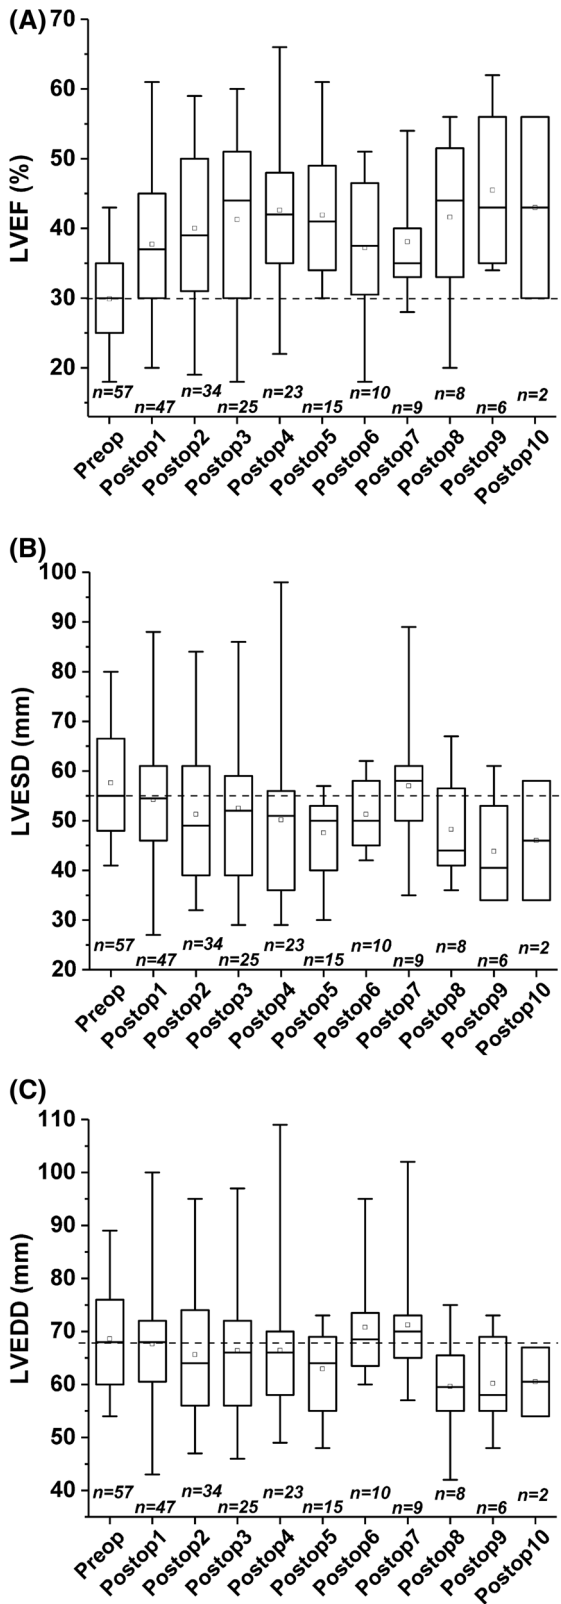 (A)
70
60
50
40
30
20
LVEF (%)
n=57 n=47 n=34 n=25 n=23 n=15 n=10 n=9 n=8 n=6 n=2
Preop Postop1 Postop2 Postop3 Postop4 Postop5 Postop6 Postop7 Postop8 Postop9 Postop10
(B)
100
90
80
70
60
50
40
30
20
LVESD (mm)
n=57 n=47 n=34 n=25 n=23 n=15 n=10 n=9 n=8 n=6 n=2
Preop Postop1 Postop2 Postop3 Postop4 Postop5 Postop6 Postop7 Postop8 Postop9 Postop10
(C)
110
100
90
80
70
60
50
40
LVEDD (mm)
n=57 n=47 n=34 n=25 n=23 n=15 n=10 n=9 n=8 n=6 n=2
Preop Postop1 Postop2 Postop3 Postop4 Postop5 Postop6 Postop7 Postop8 Postop9 Postop10